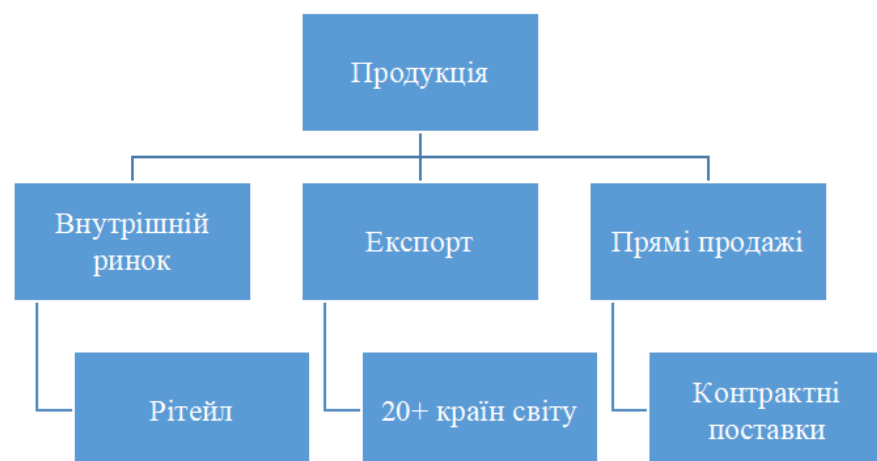 Продукція
Внутрішній
ринок
Експорт
Прямі продажі
Рітейл
20+ країн світу
Контрактні
поставки